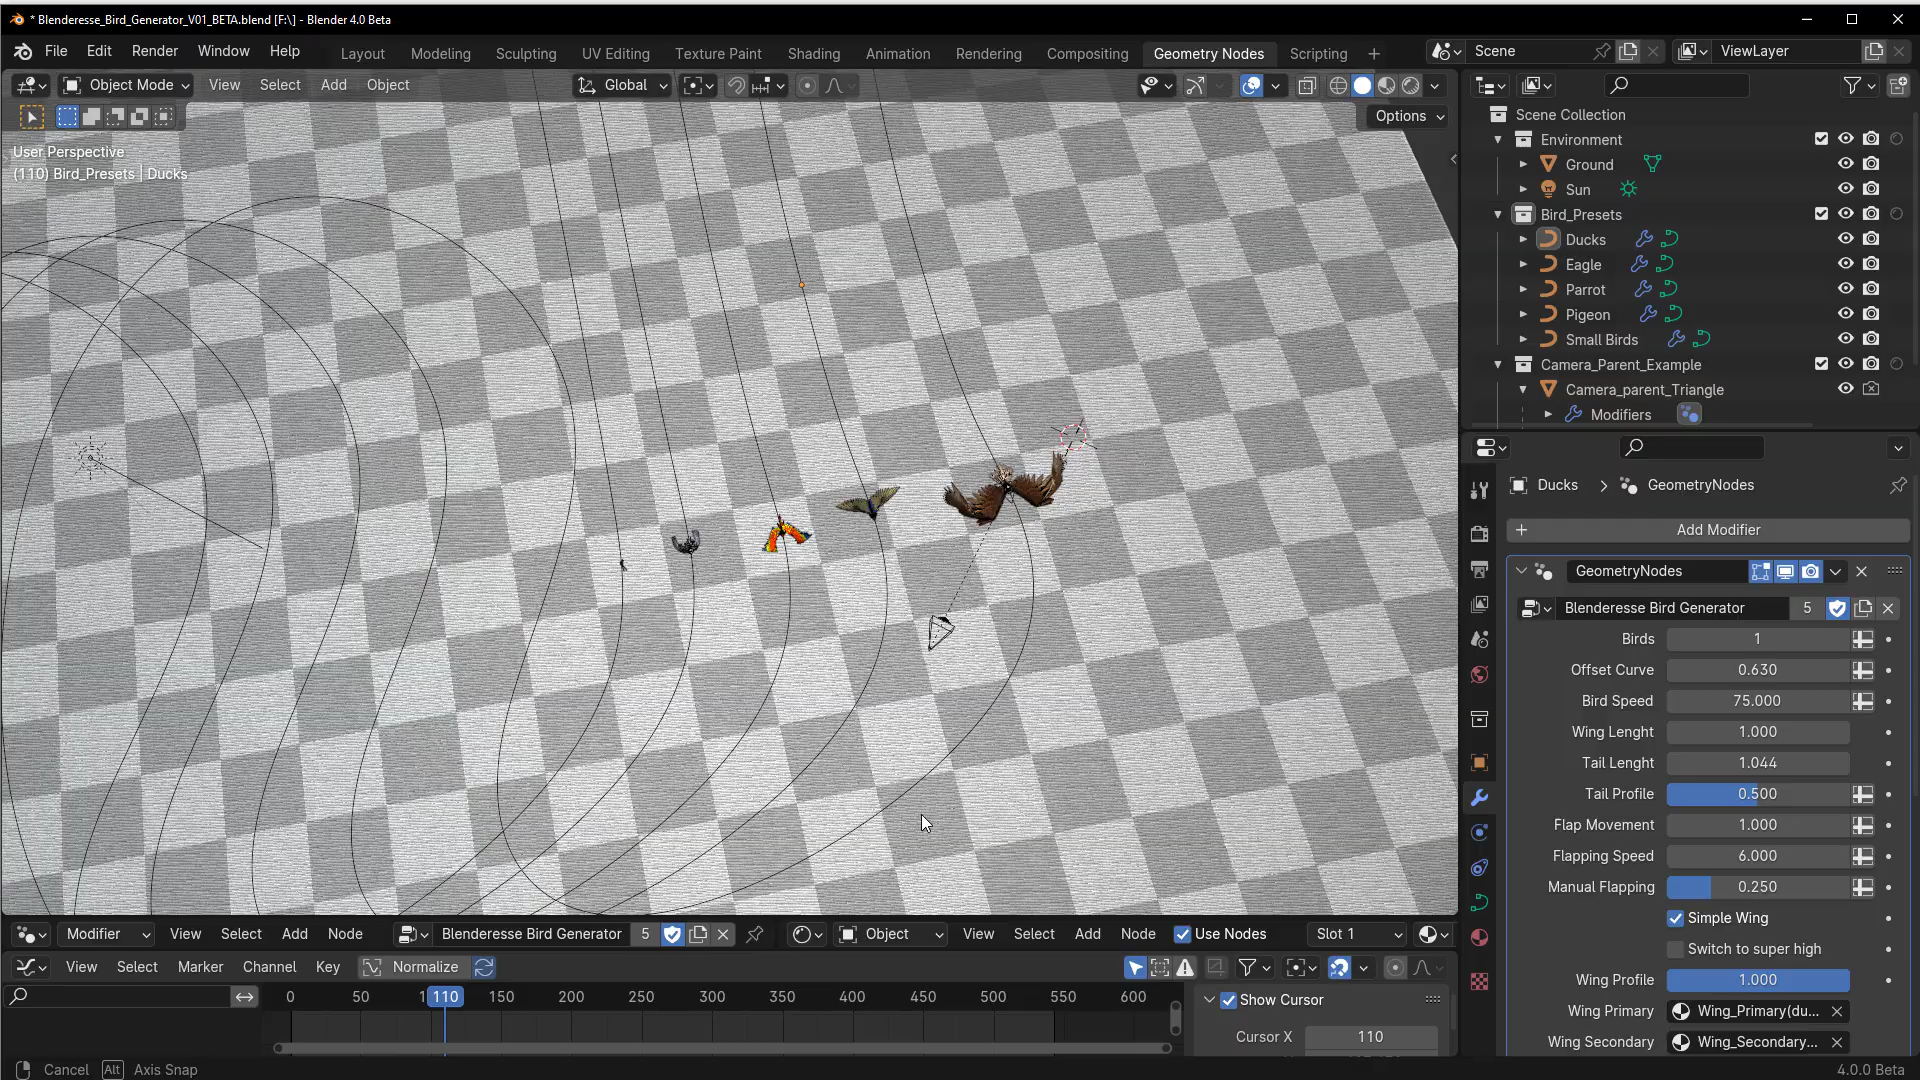 * Blenderesse_Bird_Generator_V01_BETA.blend [F:\] - Blender 4.0 Beta
File Edit Render Window Help Layout Modeling Sculpting UV Editing Texture Paint Shading Animation Rendering Compositing Geometry Nodes Scripting + Scene ViewLayer
Object Mode View Select Add Object Global
Options
User Perspective
(110) Bird_Presets | Ducks
Scene Collection
Environment
Ground
Sun
Bird_Presets
Ducks
Eagle
Parrot
Pigeon
Small Birds
Camera_Parent_Example
Camera_parent_Triangle
Modifiers
Ducks > GeometryNodes
+ Add Modifier
GeometryNodes
Blenderesse Bird Generator 5
Birds 1
Offset Curve 0.630
Bird Speed 75.000
Wing Lenght 1.000
Tail Lenght 1.044
Tail Profile 0.500
Flap Movement 1.000
Flapping Speed 6.000
Manual Flapping 0.250
Simple Wing
Switch to super high
Wing Profile 1.000
Wing Primary Wing_Primary(du...
Wing Secondary Wing_Secondary...
Modifier View Select Add Node Blenderesse Bird Generator 5 Object View Select Add Node Use Nodes Slot 1
View Select Marker Channel Key Normalize
0 50 1 110 150 200 250 300 350 400 450 500 550 600
Show Cursor
Cursor X 110
Cancel Alt Axis Snap
4.0.0 Beta